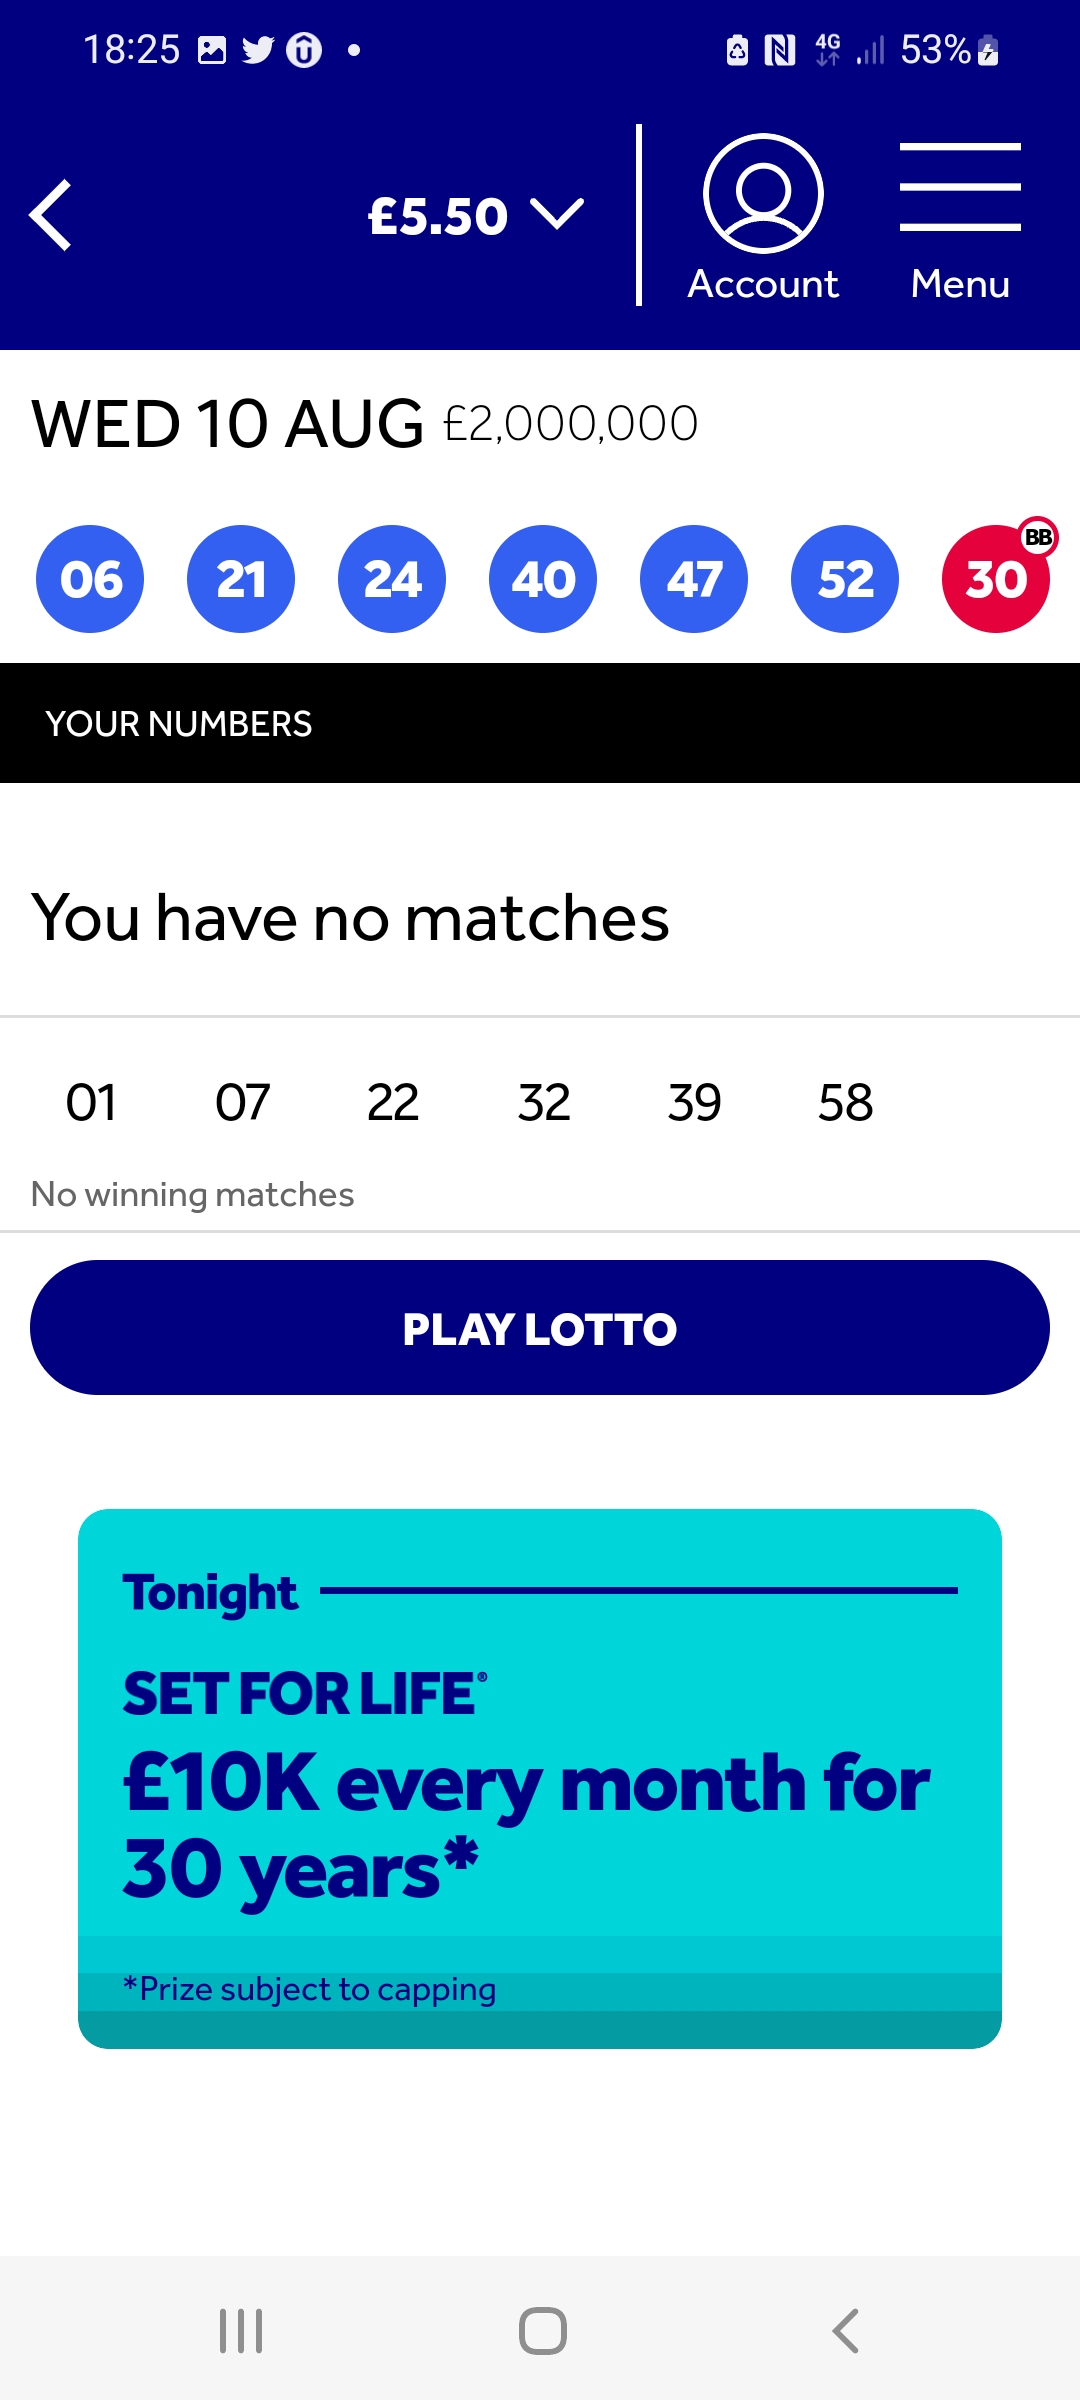 18:25 4G 53%
£5.50
Account Menu
WED 10 AUG £2,000,000
06 21 24 40 47 52 30 BB
YOUR NUMBERS
You have no matches
01 07 22 32 39 58
No winning matches
PLAY LOTTO
Tonight
SET FOR LIFE®
£10K every month for
30 years*
*Prize subject to capping